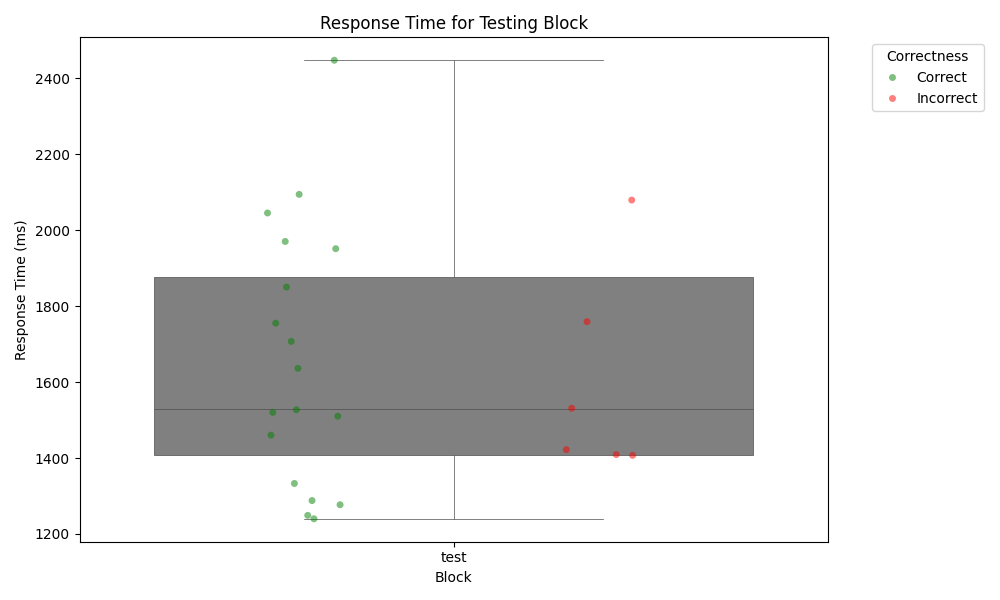 Response Time for Testing Block
Correctness
Correct
Incorrect
Response Time (ms)
2400
2200
2000
1800
1600
1400
1200
test
Block